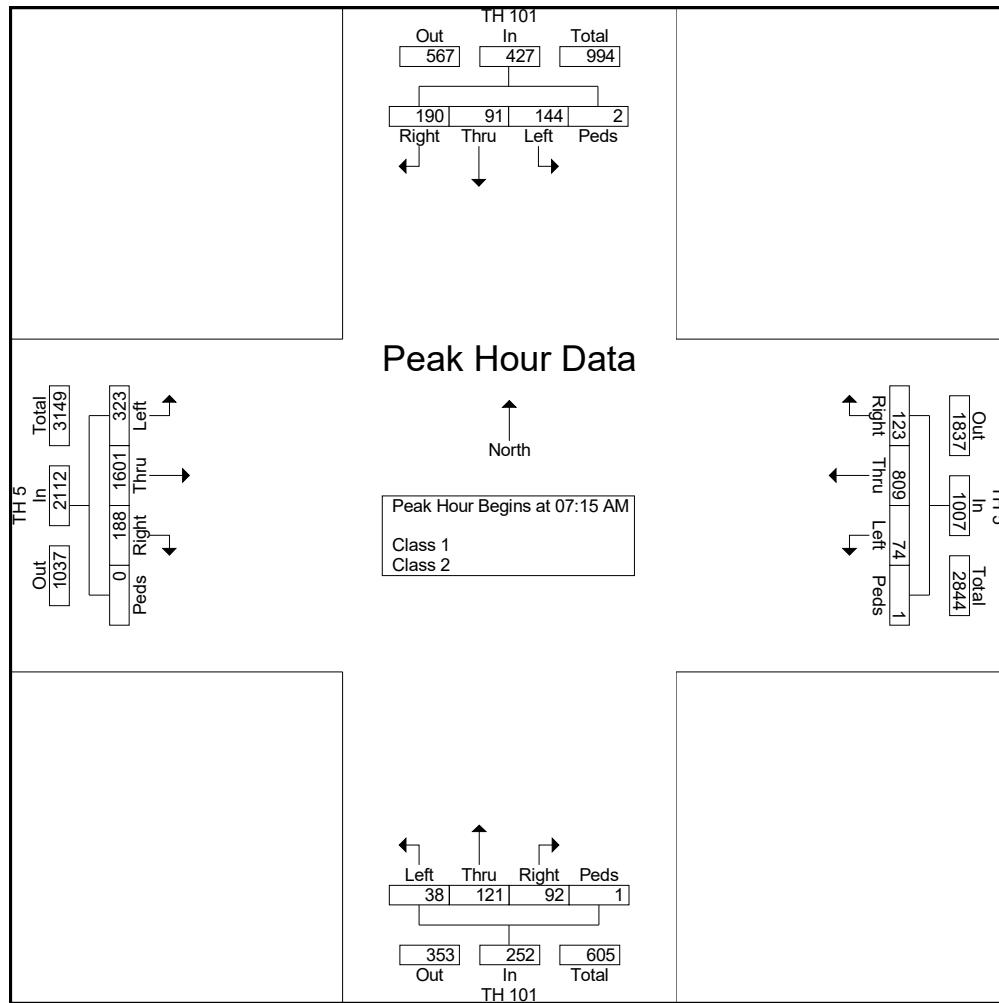 TH 101
Out In Total
567 427 994
190 91 144 2
Right Thru Left Peds
Peak Hour Data
North
Peak Hour Begins at 07:15 AM
Class 1
Class 2
TH 5
Total In Out
3149 2112 1037
323 1601 188 0
Left Thru Right Peds
Out In Total
1837 1007 2844
123 809 74 1
Right Thru Left Peds
Left Thru Right Peds
38 121 92 1
353 252 605
Out In Total
TH 101